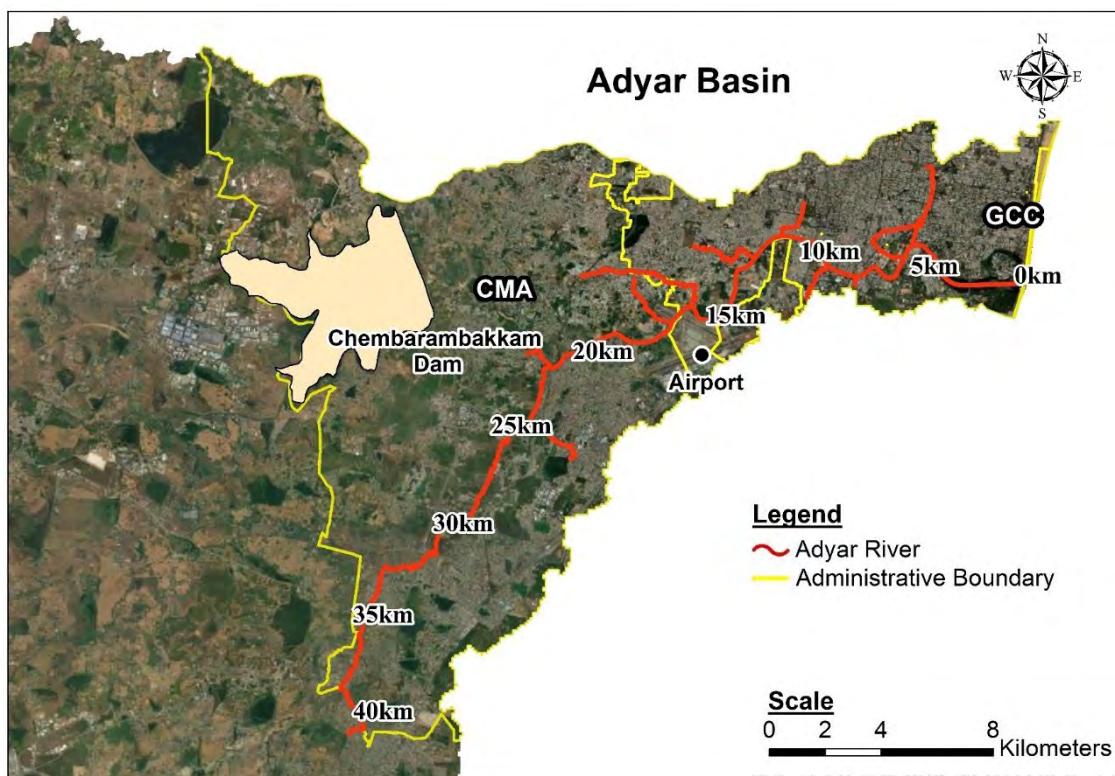 Adyar Basin
N
W E
S
GCC
CMA
Chembarambakkam
Dam
0km
5km
10km
15km
20km
Airport
25km
30km
35km
40km
Legend
Adyar River
Administrative Boundary
Scale
0 2 4 8
Kilometers